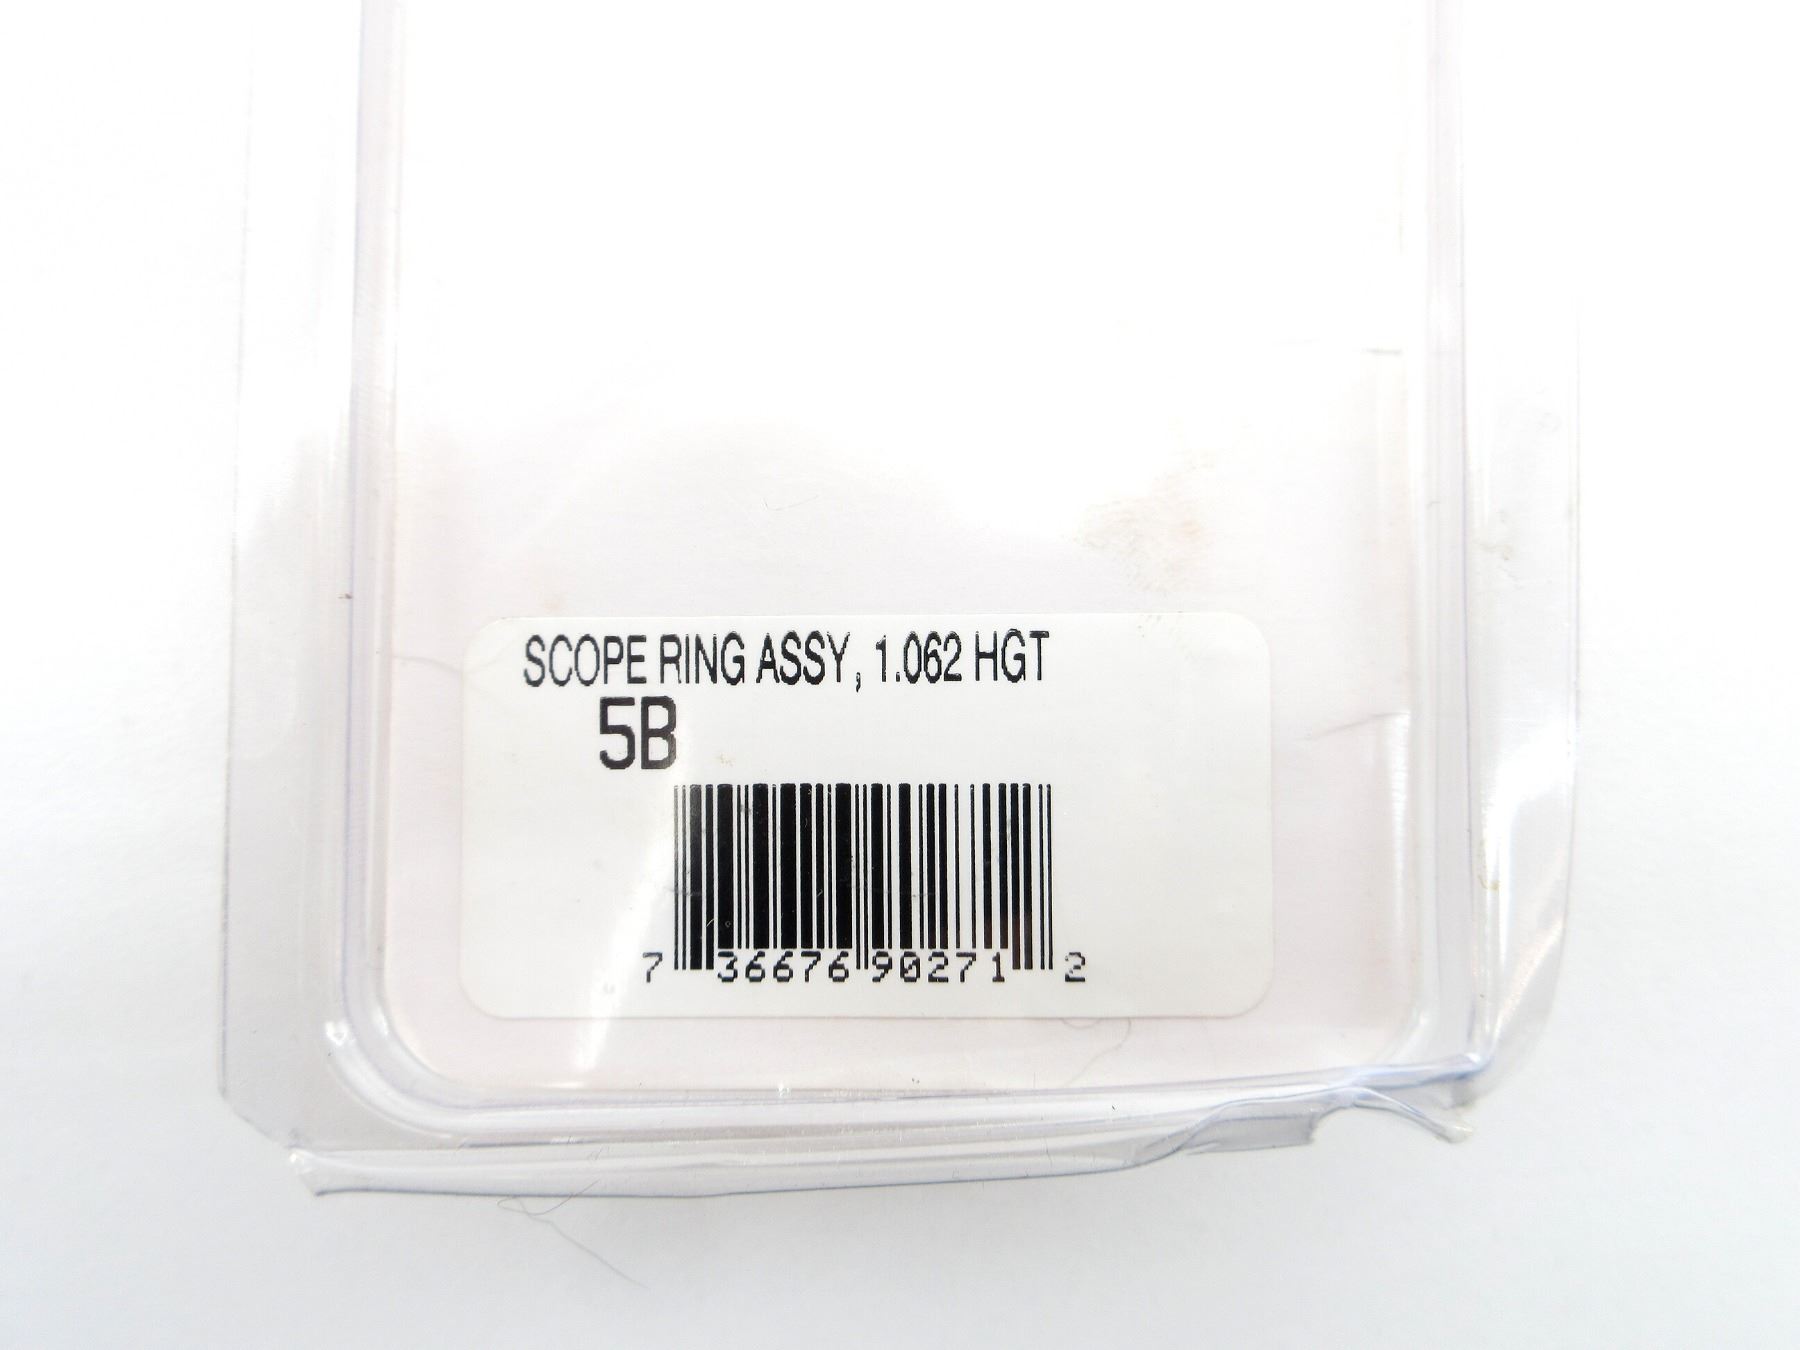 SCOPE RING ASSY, 1.062 HGT
5B
7 36676 90271 2